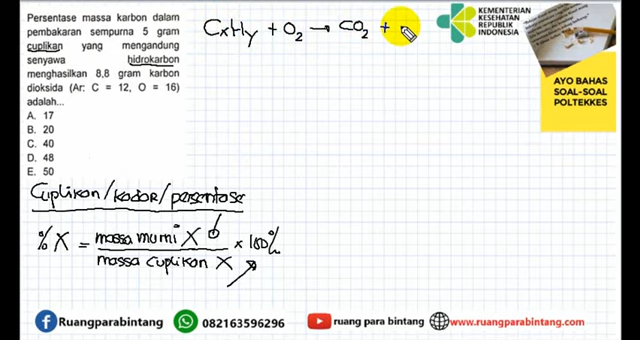 Persentase massa karbon dalam
pembakaran sempurna 5 gram
cuplikan yang mengandung
senyawa hidrokarbon
menghasilkan 8,8 gram karbon
dioksida (Ar: C = 12, O = 16)
adalah...
A. 17
B. 20
C. 40
D. 48
E. 50
CxHy + O₂ → CO₂ +
KEMENTERIAN
KESEHATAN
REPUBLIK
INDONESIA
AYO BAHAS
SOAL-SOAL
POLTEKKES
Cuplikan/kadar/persentase
% X = massa murni X / massa cuplikan X × 100%
Ruangparabintang
082163596296
ruang para bintang
www.ruangparabintang.com